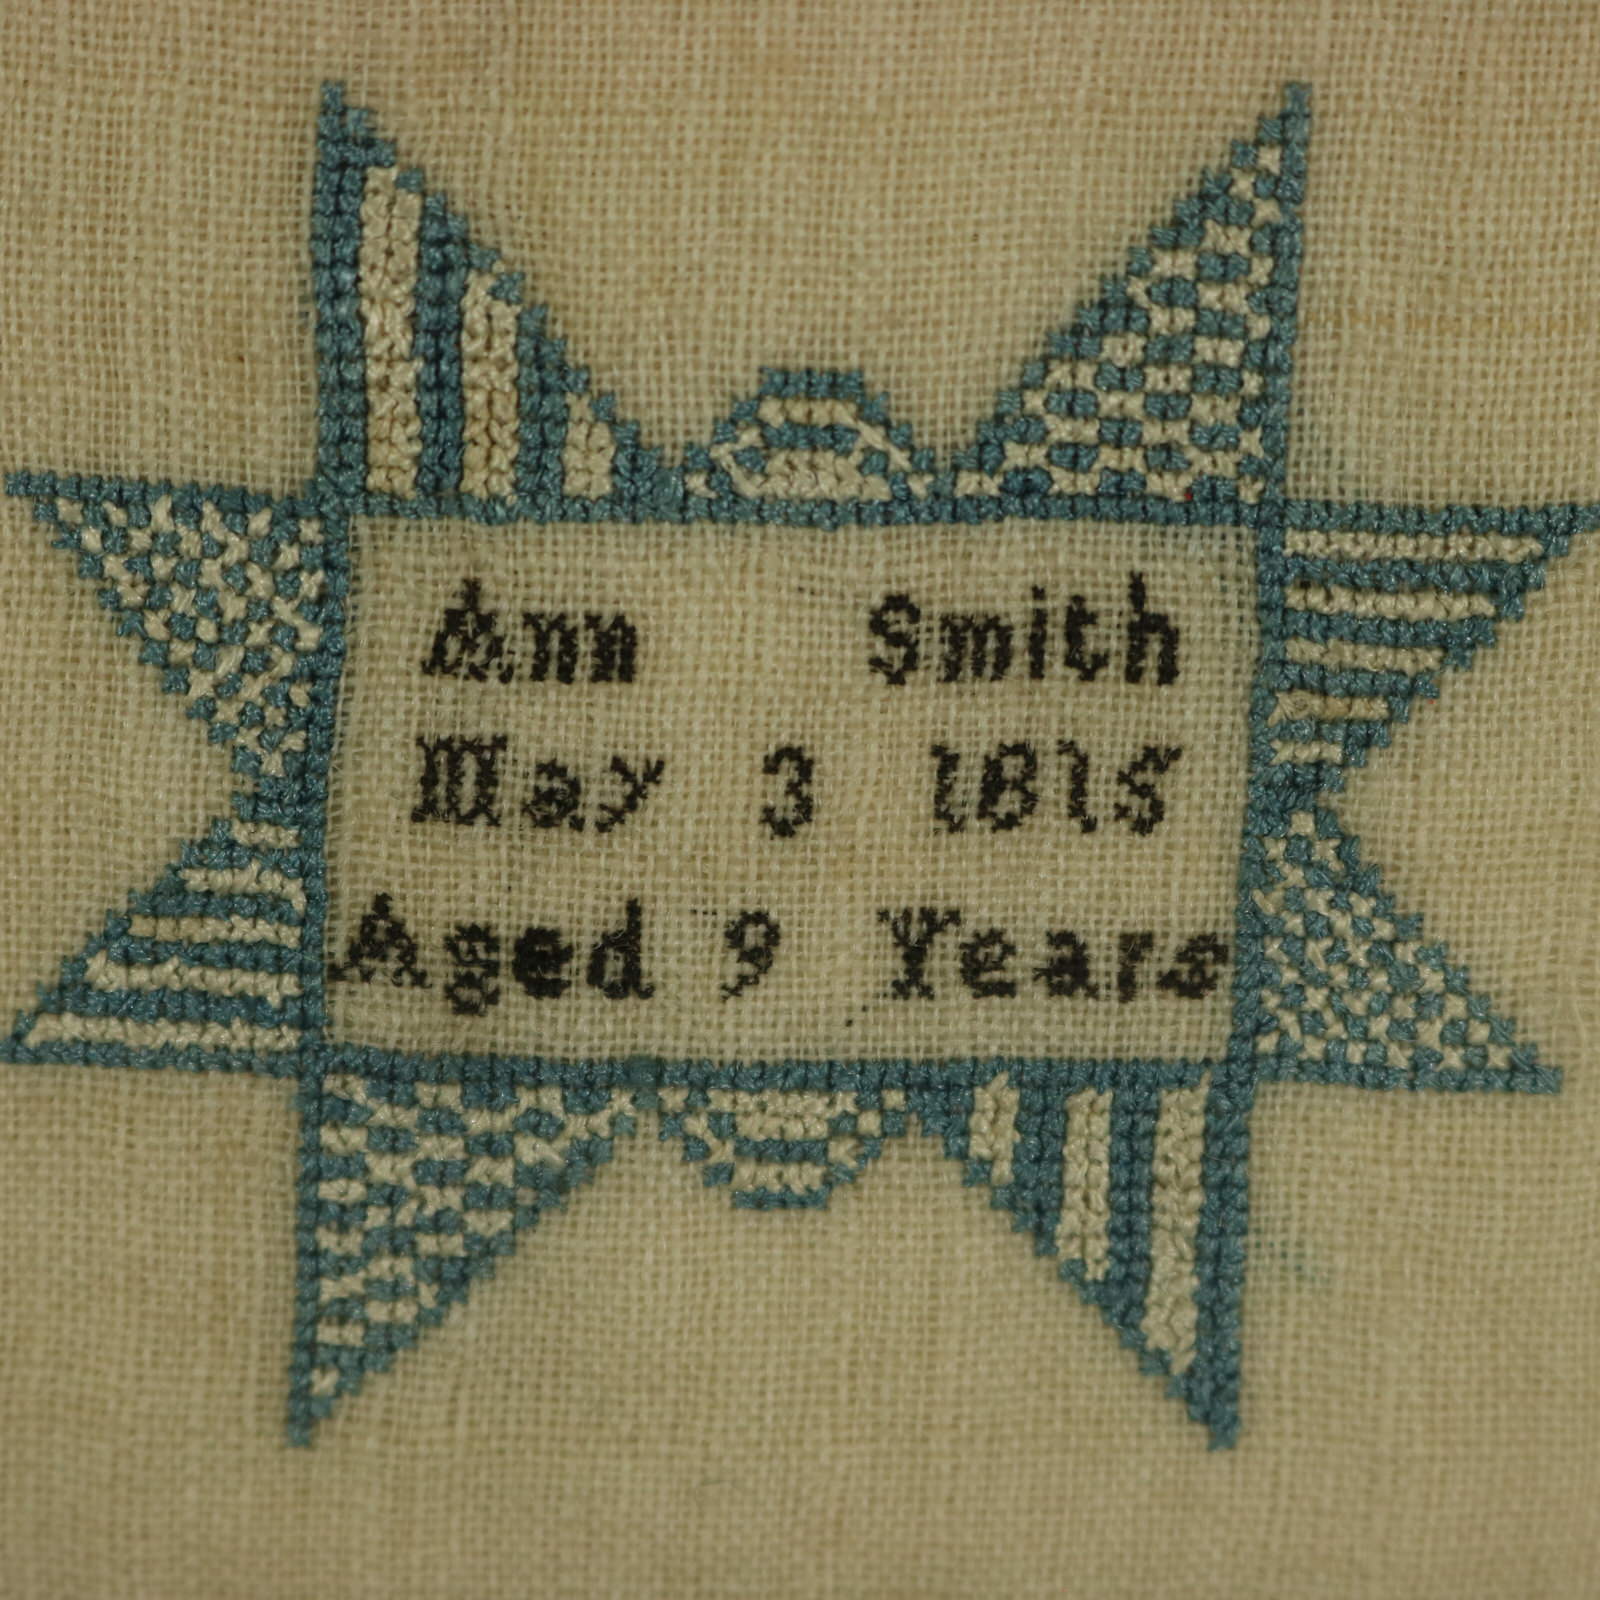 Ann Smith
May 3 1815
Aged 9 Years